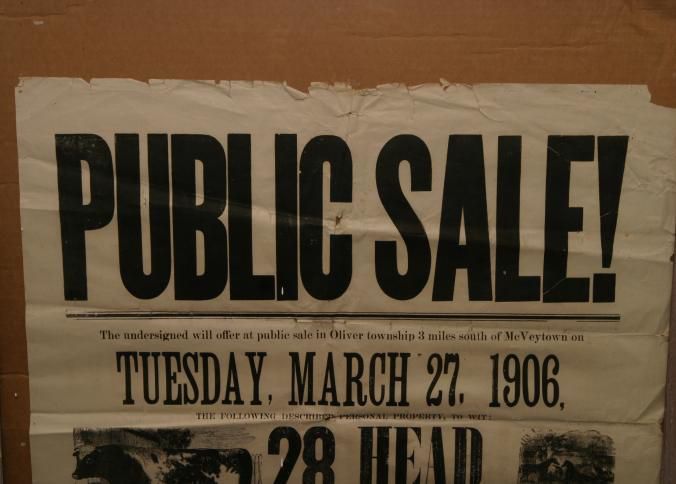 PUBLIC SALE!
The undersigned will offer at public sale in Oliver township 3 miles south of McVeytown on
TUESDAY, MARCH 27, 1906,
THE FOLLOWING DESCRIBED PERSONAL PROPERTY, TO WIT:
28 HEAD